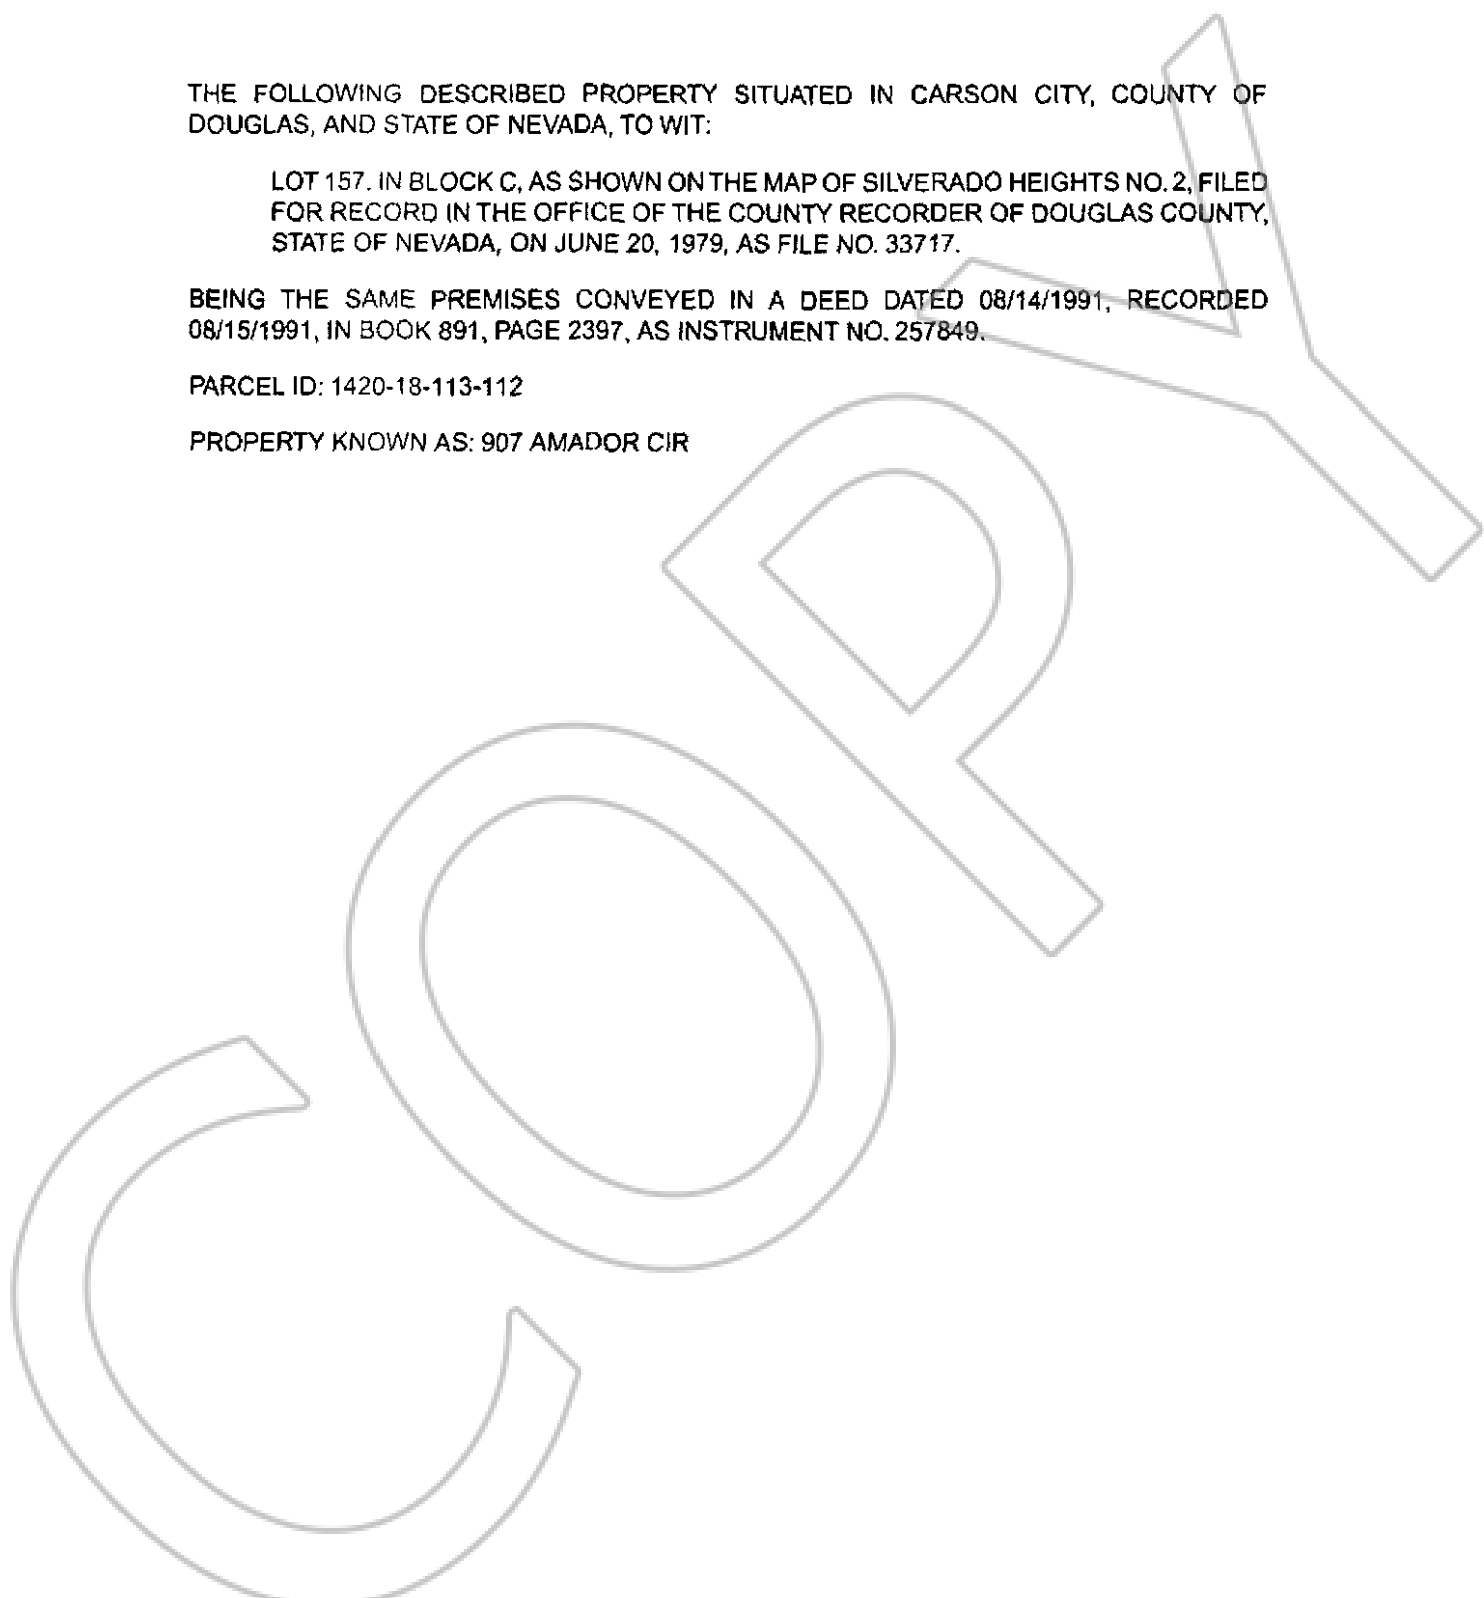 THE FOLLOWING DESCRIBED PROPERTY SITUATED IN CARSON CITY, COUNTY OF
DOUGLAS, AND STATE OF NEVADA, TO WIT:
LOT 157. IN BLOCK C, AS SHOWN ON THE MAP OF SILVERADO HEIGHTS NO. 2, FILED
FOR RECORD IN THE OFFICE OF THE COUNTY RECORDER OF DOUGLAS COUNTY,
STATE OF NEVADA, ON JUNE 20, 1979, AS FILE NO. 33717.
BEING THE SAME PREMISES CONVEYED IN A DEED DATED 08/14/1991, RECORDED
08/15/1991, IN BOOK 891, PAGE 2397, AS INSTRUMENT NO. 257849.
PARCEL ID: 1420-18-113-112
PROPERTY KNOWN AS: 907 AMADOR CIR
COPY